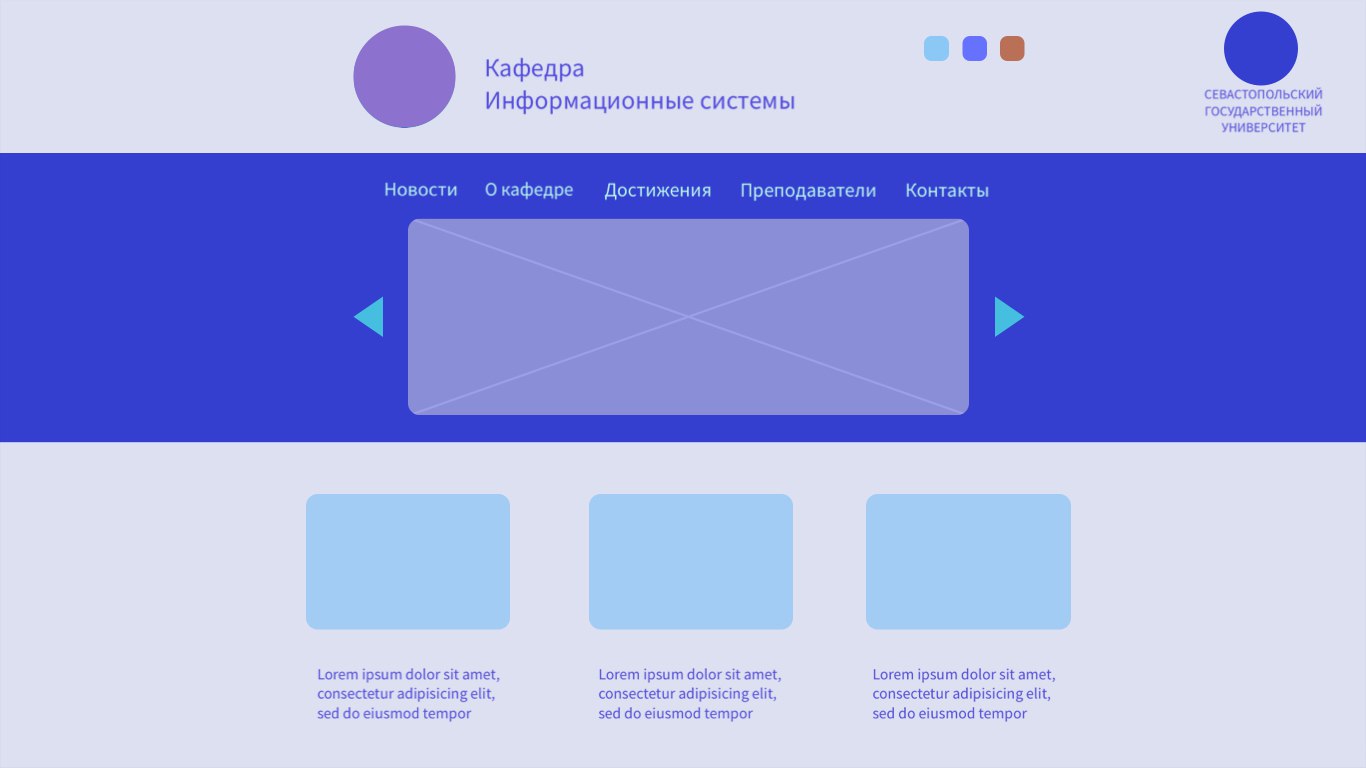 Кафедра
Информационные системы
СЕВАСТОПОЛЬСКИЙ
ГОСУДАРСТВЕННЫЙ
УНИВЕРСИТЕТ
Новости О кафедре Достижения Преподаватели Контакты
Lorem ipsum dolor sit amet,
consectetur adipisicing elit,
sed do eiusmod tempor
Lorem ipsum dolor sit amet,
consectetur adipisicing elit,
sed do eiusmod tempor
Lorem ipsum dolor sit amet,
consectetur adipisicing elit,
sed do eiusmod tempor